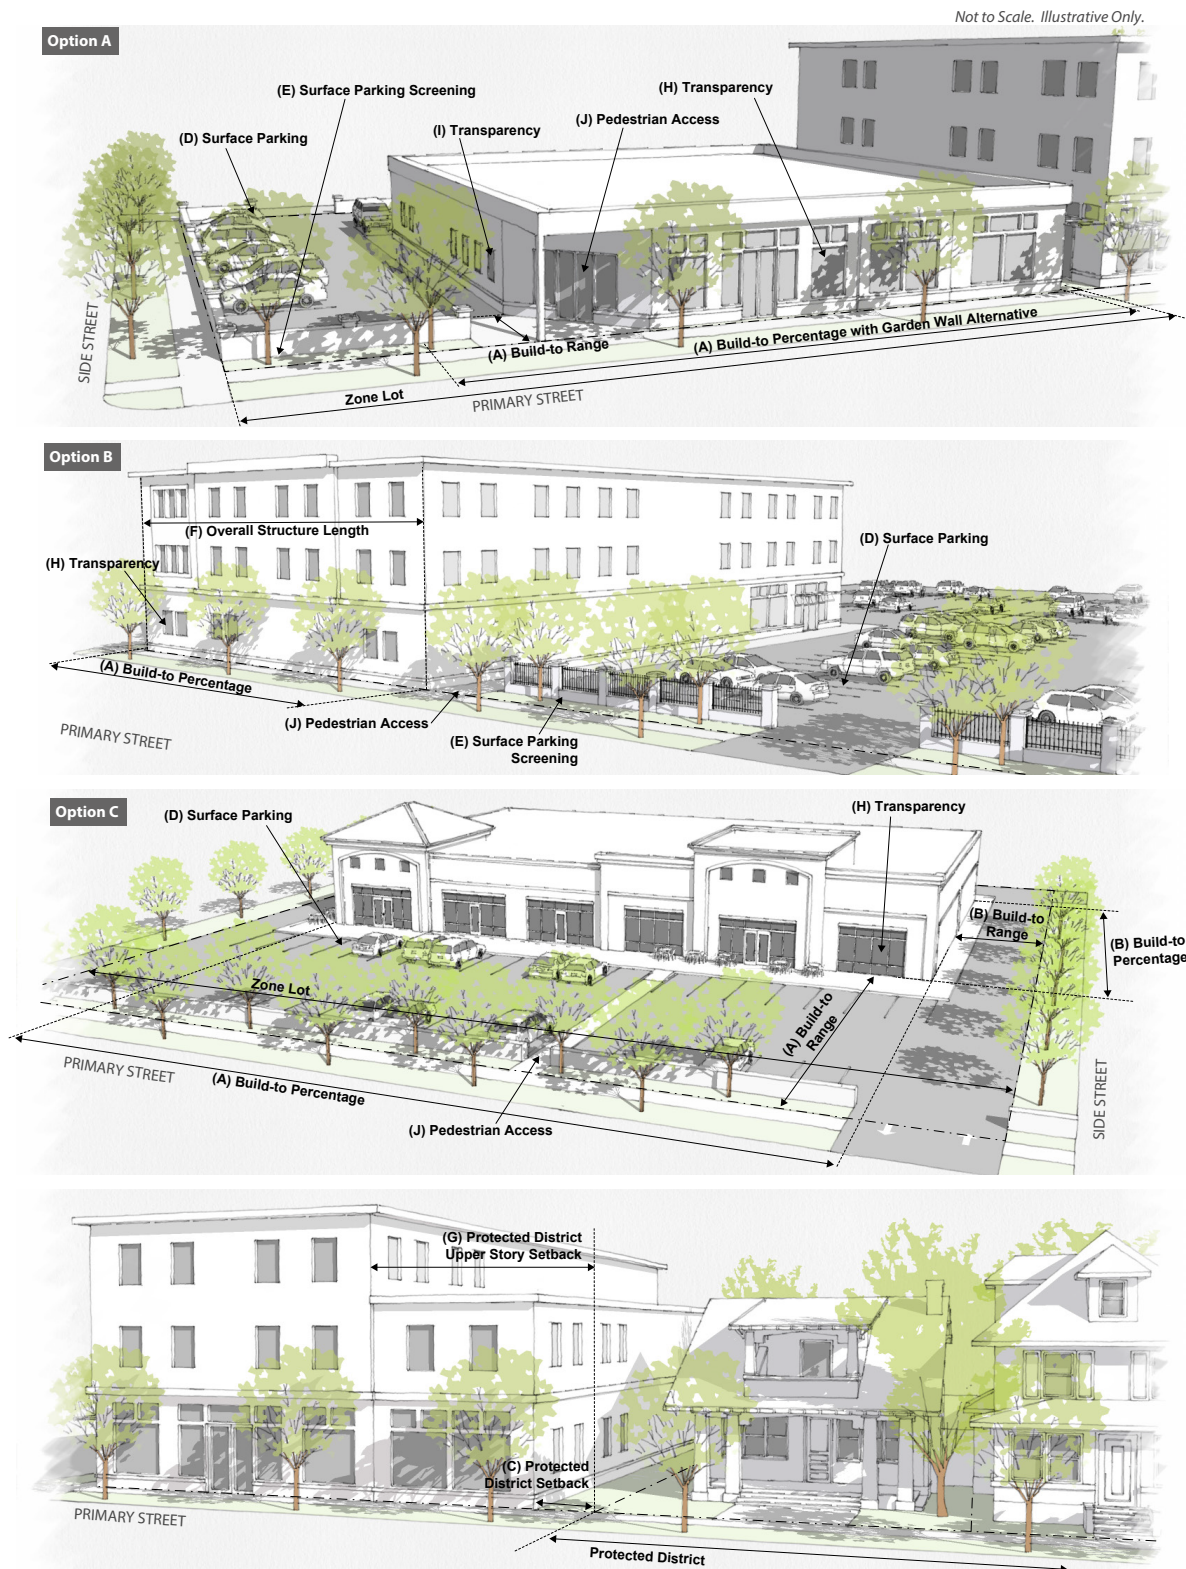 Not to Scale. Illustrative Only.
Option A
(E) Surface Parking Screening
(H) Transparency
(D) Surface Parking
(I) Transparency
(J) Pedestrian Access
SIDE STREET
(A) Build-to Range
(A) Build-to Percentage with Garden Wall Alternative
Zone Lot
PRIMARY STREET
Option B
(F) Overall Structure Length
(H) Transparency
(D) Surface Parking
(A) Build-to Percentage
(J) Pedestrian Access
PRIMARY STREET
(E) Surface Parking
Screening
Option C
(D) Surface Parking
(H) Transparency
(B) Build-to
Range
(B) Build-to
Percentage
Zone Lot
(A) Build-to
Range
PRIMARY STREET
(A) Build-to Percentage
(J) Pedestrian Access
SIDE STREET
(G) Protected District
Upper Story Setback
(C) Protected
District Setback
PRIMARY STREET
Protected District